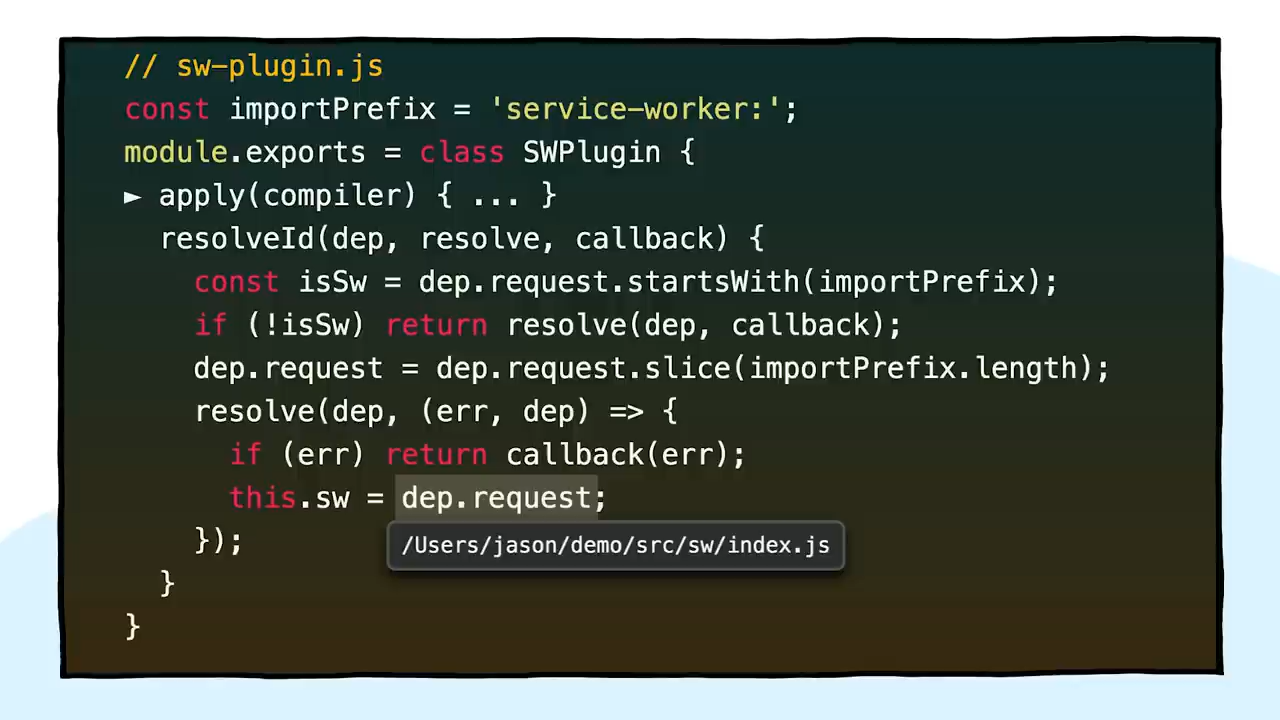 // sw-plugin.js
const importPrefix = 'service-worker:';
module.exports = class SWPlugin {
► apply(compiler) { ... }
resolveId(dep, resolve, callback) {
const isSw = dep.request.startsWith(importPrefix);
if (!isSw) return resolve(dep, callback);
dep.request = dep.request.slice(importPrefix.length);
resolve(dep, (err, dep) => {
if (err) return callback(err);
this.sw = dep.request;
/Users/jason/demo/src/sw/index.js
});
}
}